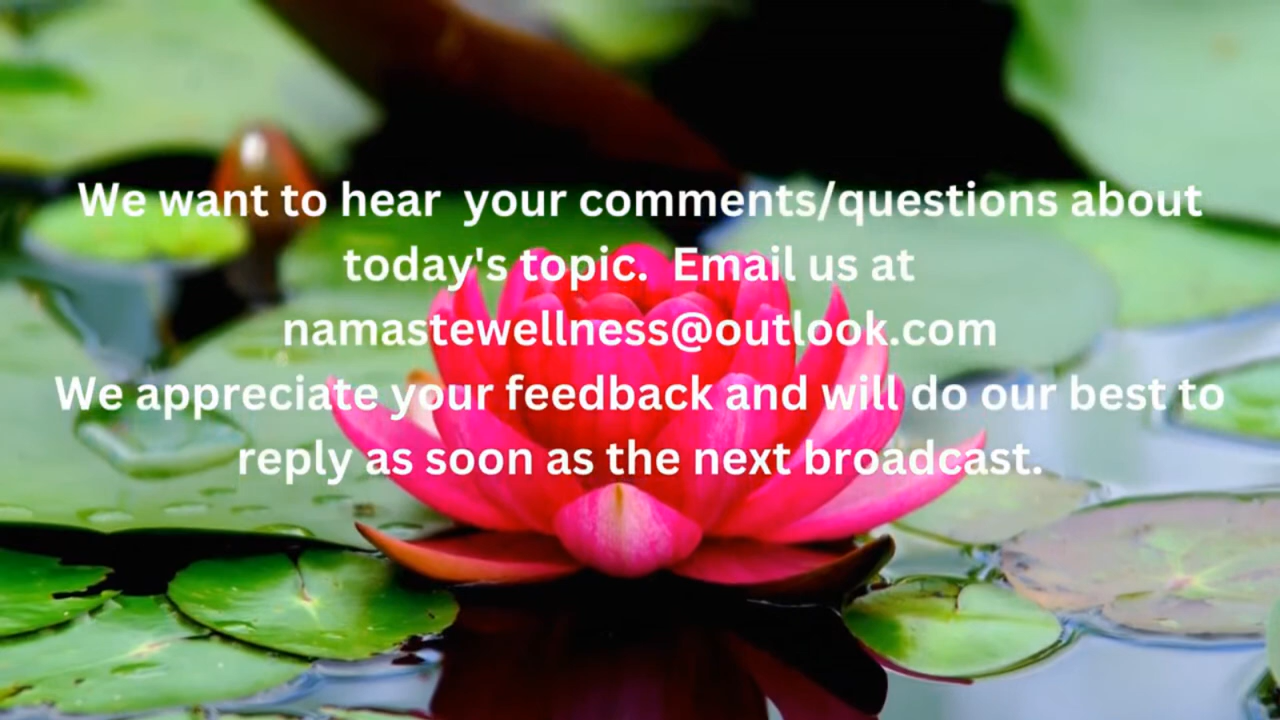 We want to hear  your comments/questions about
today's topic.  Email us at
namastewellness@outlook.com
We appreciate your feedback and will do our best to
reply as soon as the next broadcast.